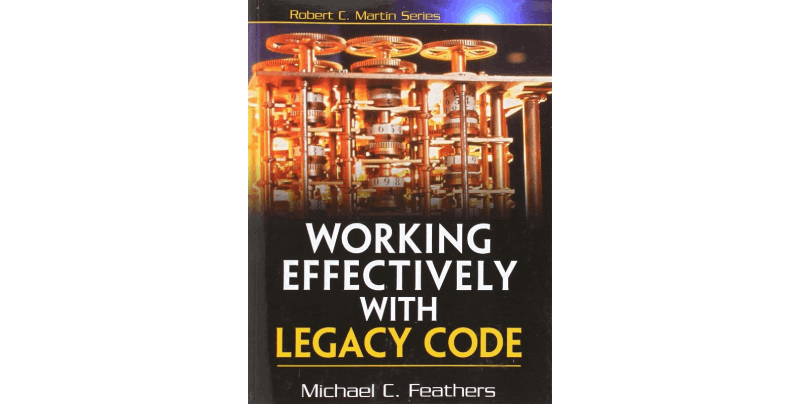 Robert C. Martin Series
WORKING
EFFECTIVELY
WITH
LEGACY CODE
Michael C. Feathers